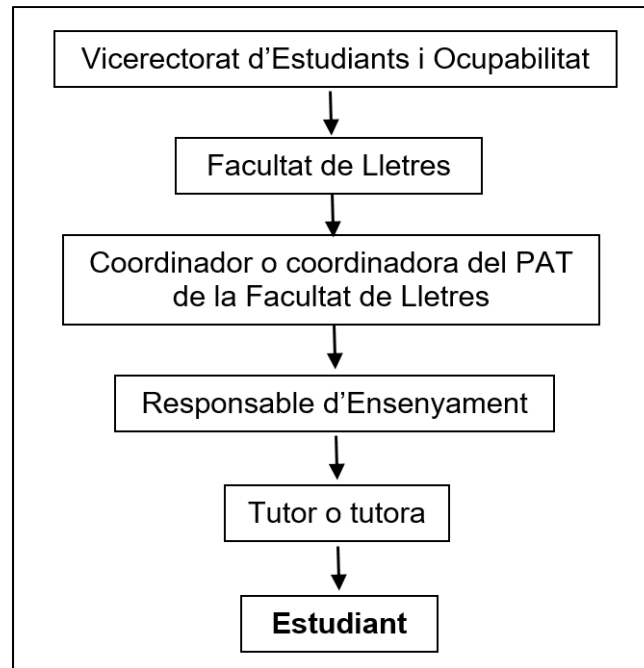 Vicerectorat d’Estudiants i Ocupabilitat
Facultat de Lletres
Coordinador o coordinadora del PAT
de la Facultat de Lletres
Responsable d’Ensenyament
Tutor o tutora
Estudiant